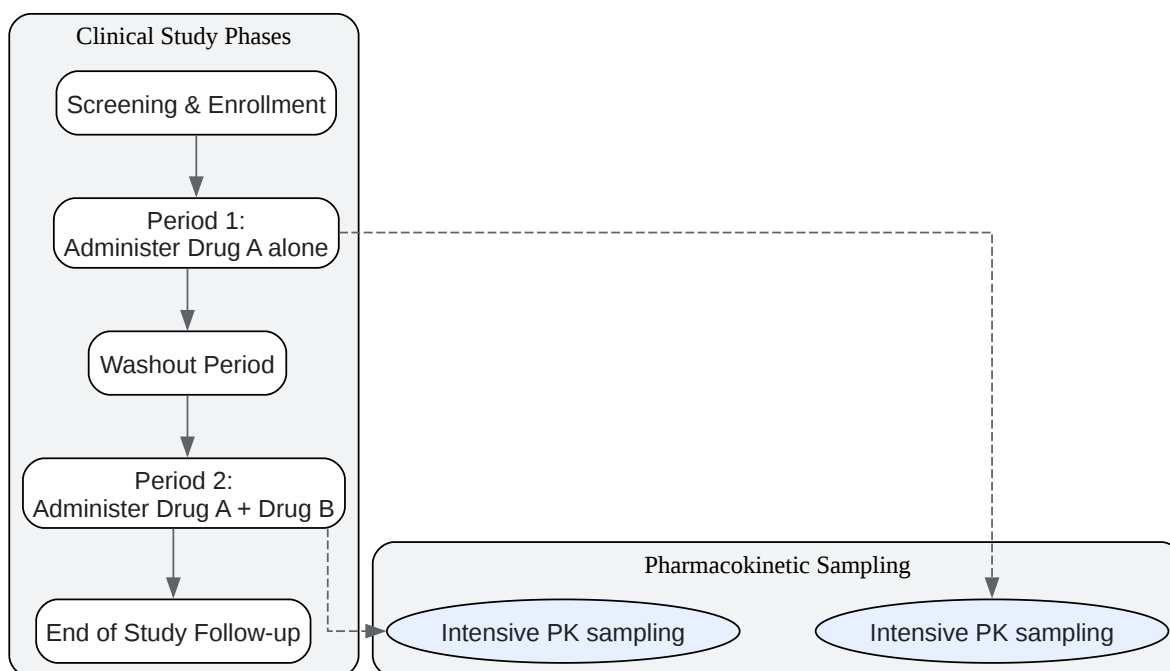 Clinical Study Phases
Screening & Enrollment
Period 1:
Administer Drug A alone
Washout Period
Period 2:
Administer Drug A + Drug B
End of Study Follow-up
Pharmacokinetic Sampling
Intensive PK sampling
Intensive PK sampling